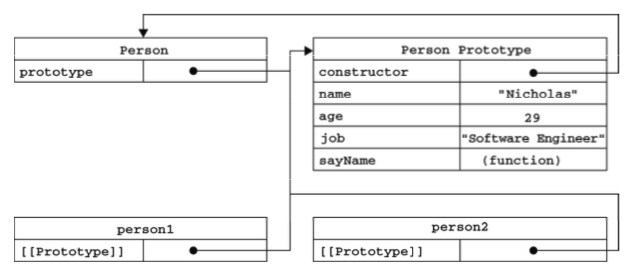 Person
prototype
Person Prototype
constructor
name "Nicholas"
age 29
job "Software Engineer"
sayName (function)
person1
[[Prototype]]
person2
[[Prototype]]